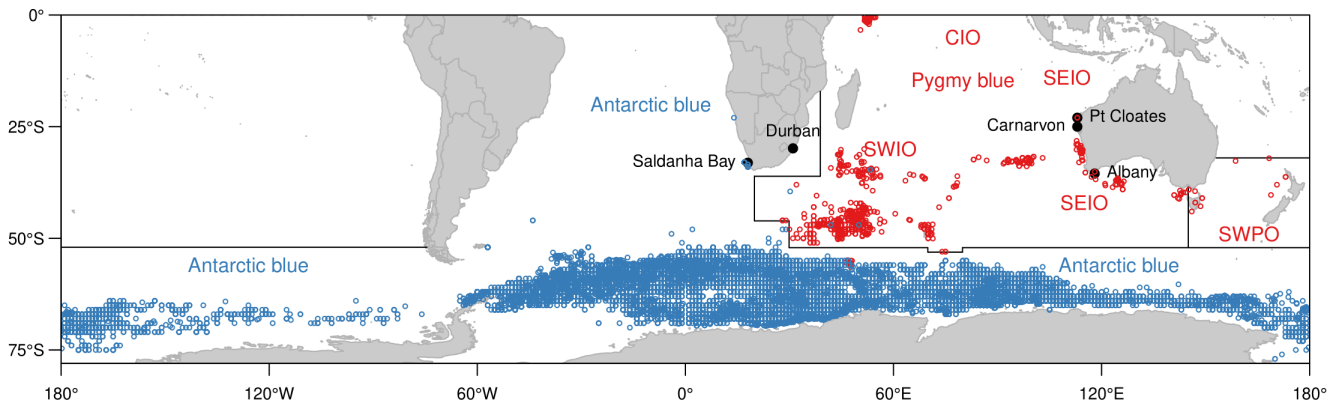 0°
CIO
Pygmy blue
SEIO
Antarctic blue
Pt Cloates
25°S
Carnarvon
Durban
SWIO
Saldanha Bay
Albany
SEIO
SWPO
50°S
Antarctic blue
Antarctic blue
75°S
180°
120°W
60°W
0°
60°E
120°E
180°